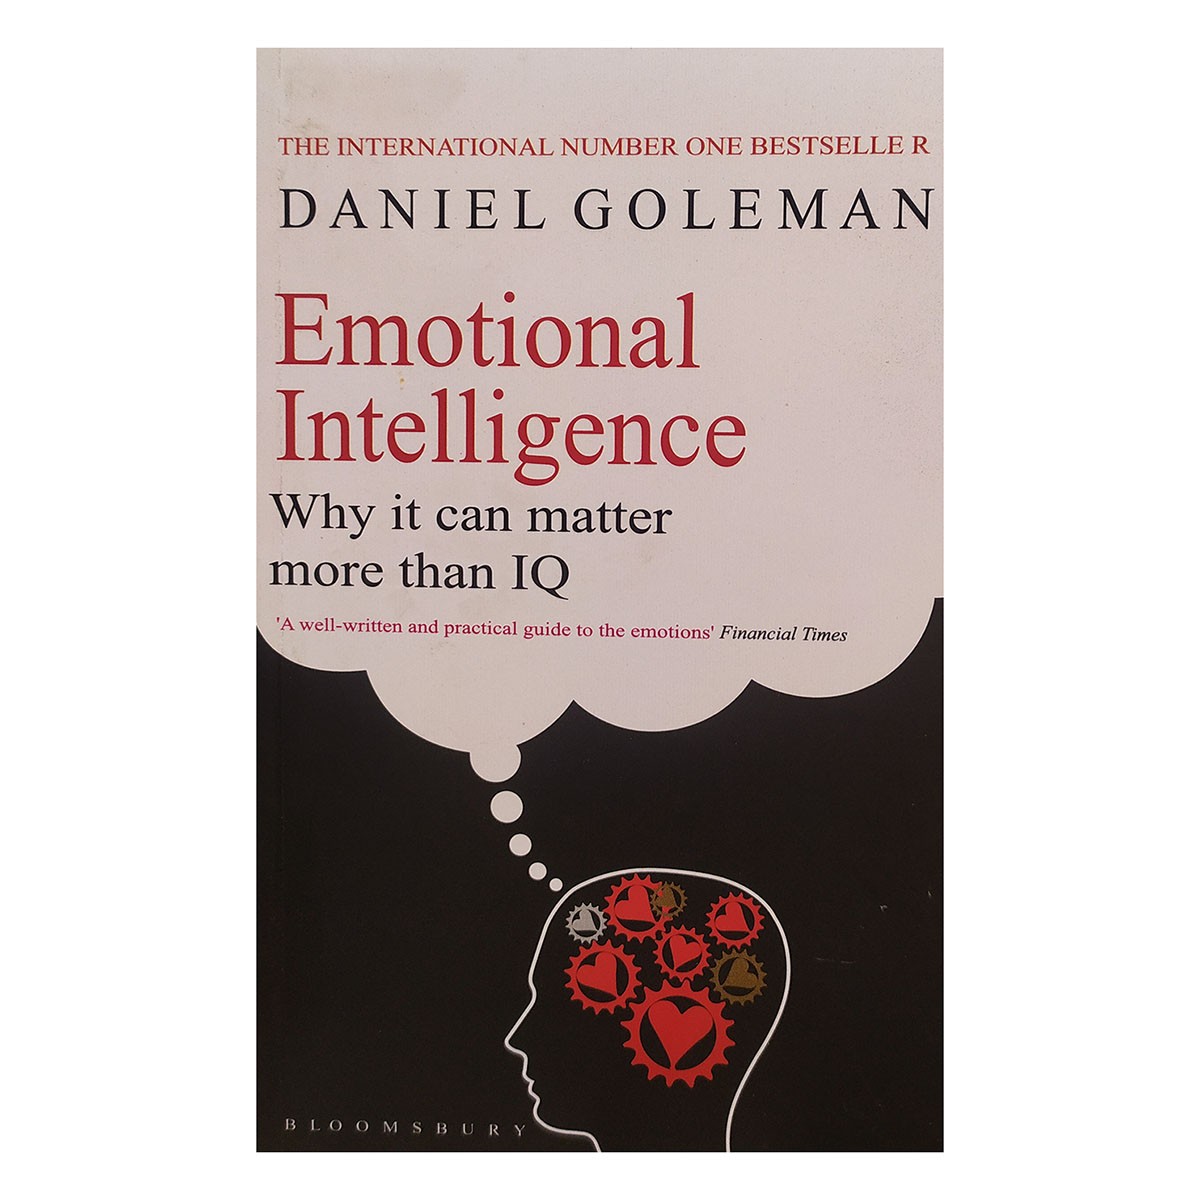 THE INTERNATIONAL NUMBER ONE BESTSELLE R
DANIEL GOLEMAN
Emotional
Intelligence
Why it can matter
more than IQ
'A well-written and practical guide to the emotions' Financial Times
BLOOMSBURY